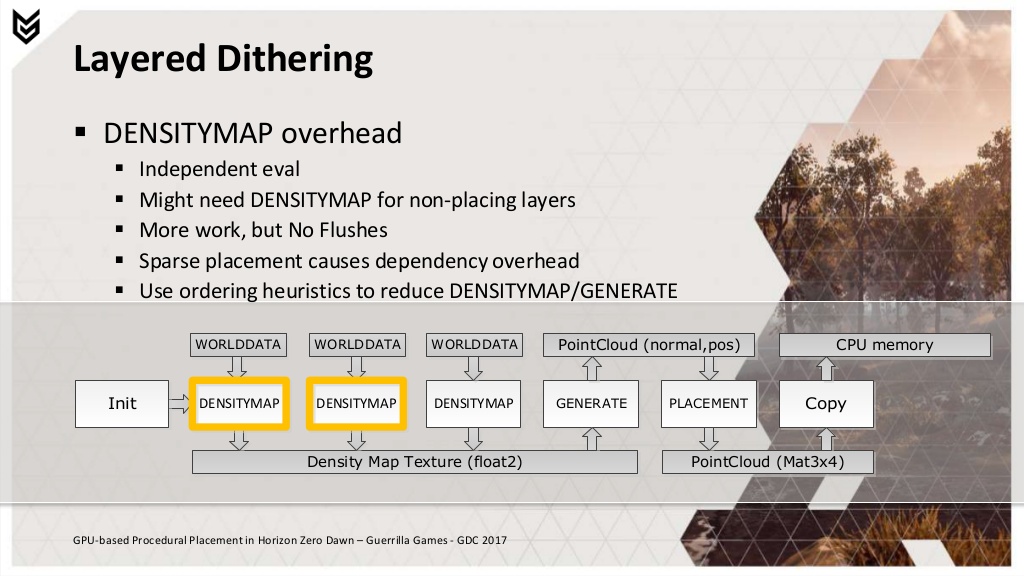 Layered Dithering
DENSITYMAP overhead
Independent eval
Might need DENSITYMAP for non-placing layers
More work, but No Flushes
Sparse placement causes dependency overhead
Use ordering heuristics to reduce DENSITYMAP/GENERATE
WORLDDATA WORLDDATA WORLDDATA PointCloud (normal,pos) CPU memory
Init DENSITYMAP DENSITYMAP DENSITYMAP GENERATE PLACEMENT Copy
Density Map Texture (float2) PointCloud (Mat3x4)
GPU-based Procedural Placement in Horizon Zero Dawn – Guerrilla Games - GDC 2017